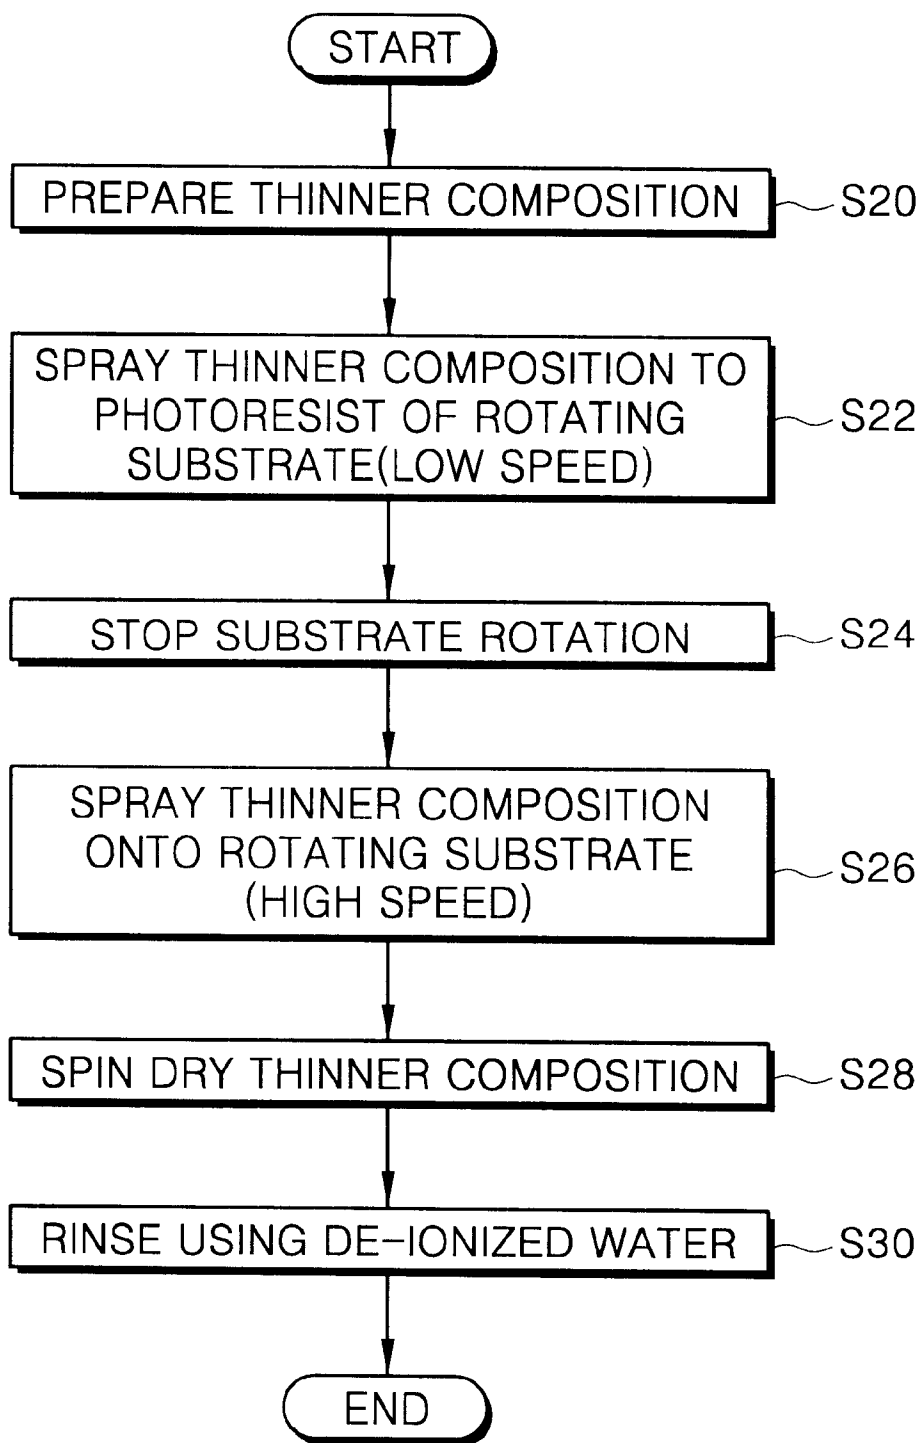 START
PREPARE THINNER COMPOSITION
S20
SPRAY THINNER COMPOSITION TO
PHOTORESIST OF ROTATING
SUBSTRATE(LOW SPEED)
S22
STOP SUBSTRATE ROTATION
S24
SPRAY THINNER COMPOSITION
ONTO ROTATING SUBSTRATE
(HIGH SPEED)
S26
SPIN DRY THINNER COMPOSITION
S28
RINSE USING DE-IONIZED WATER
S30
END